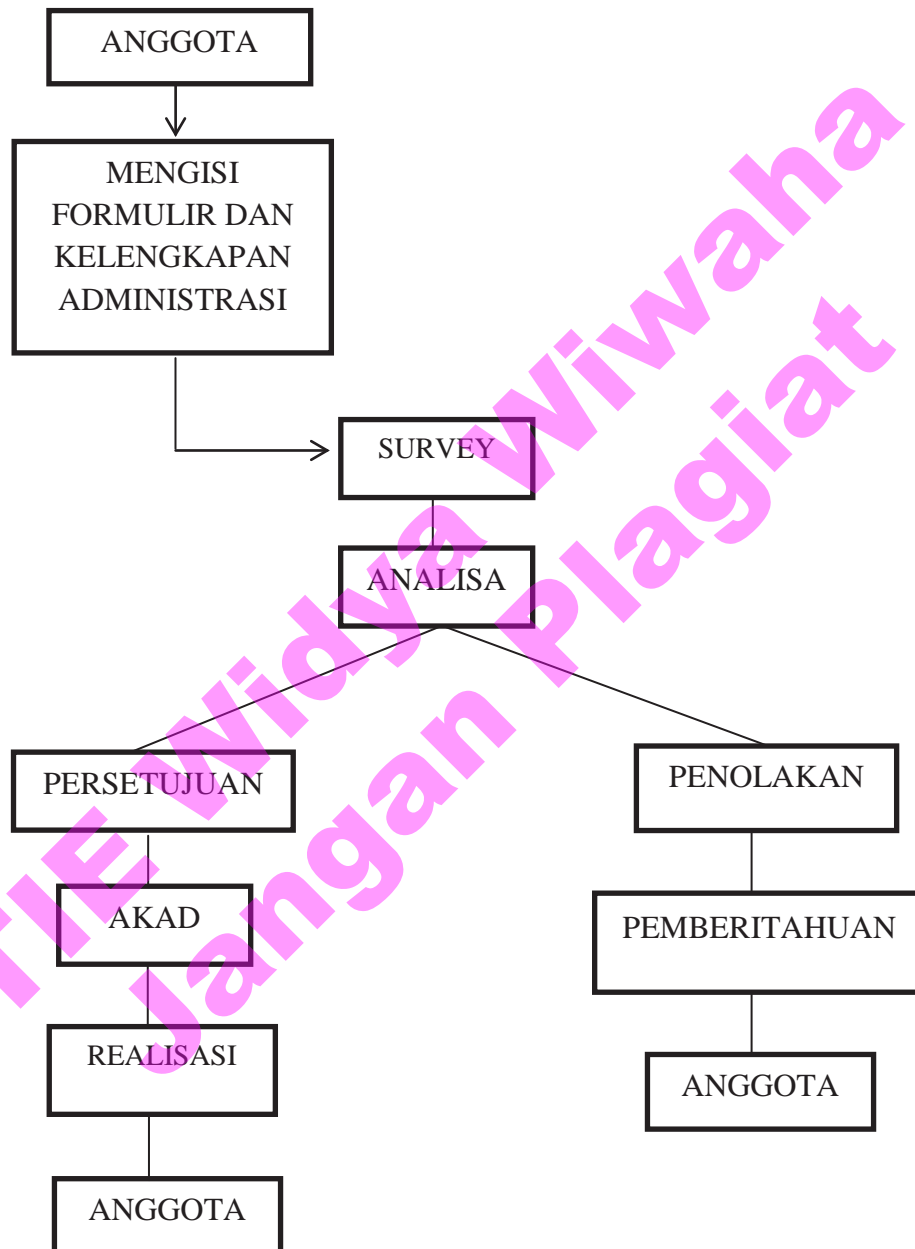 ANGGOTA
MENGISI
FORMULIR DAN
KELENGKAPAN
ADMINISTRASI
SURVEY
ANALISA
PERSETUJUAN
PENOLAKAN
AKAD
PEMBERITAHUAN
REALISASI
ANGGOTA
ANGGOTA
TIE Widya Wiwaha
Jangan Plagiat